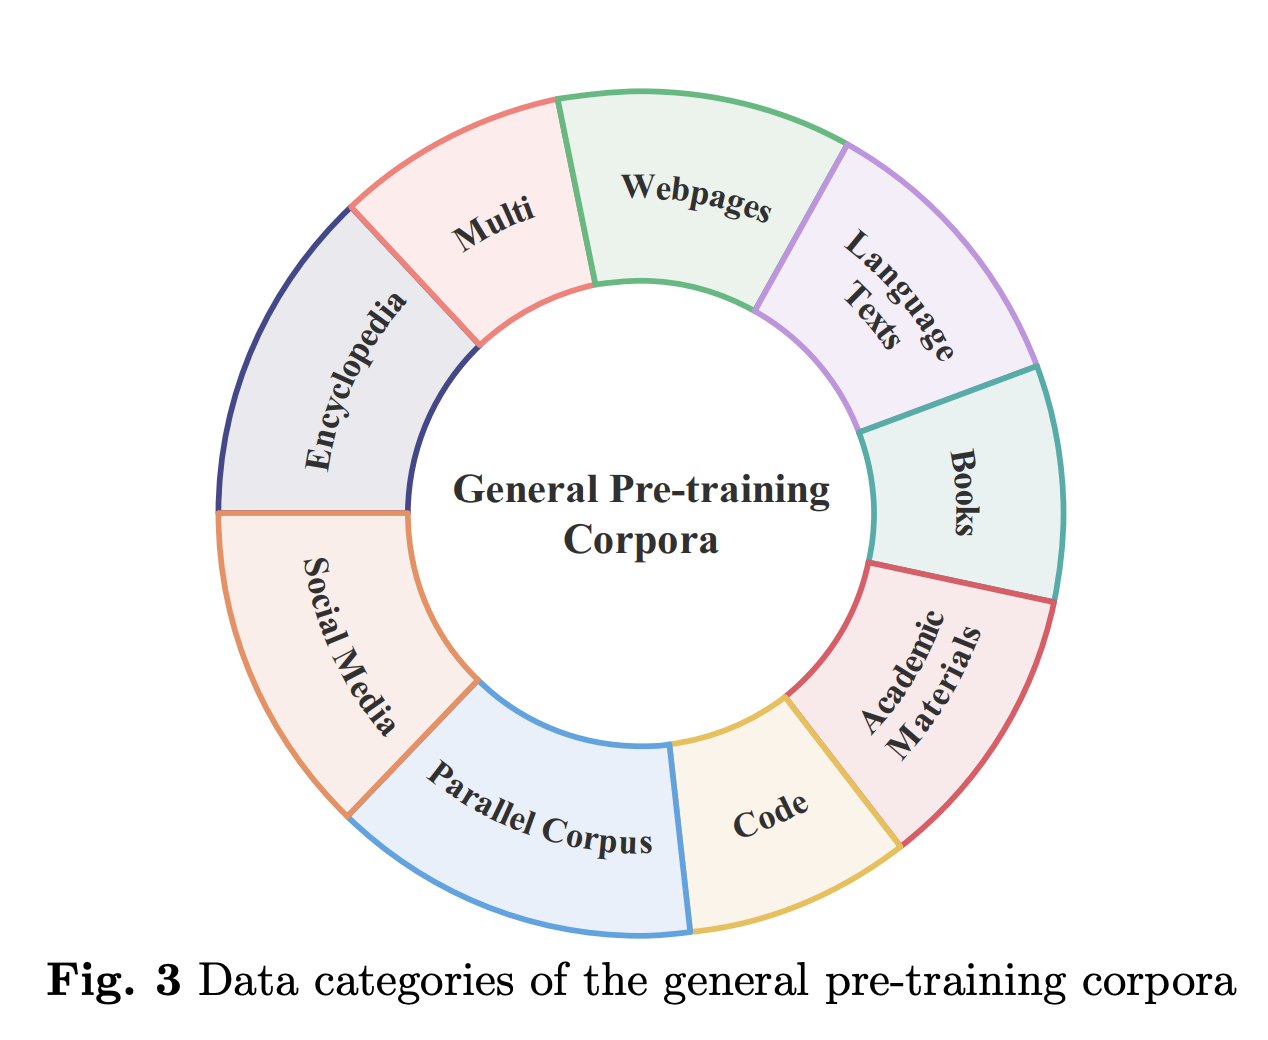 Webpages
Language
Texts
Books
Academic
Materials
Code
Parallel Corpus
Social Media
Encyclopedia
Multi
General Pre-training
Corpora
Fig. 3 Data categories of the general pre-training corpora